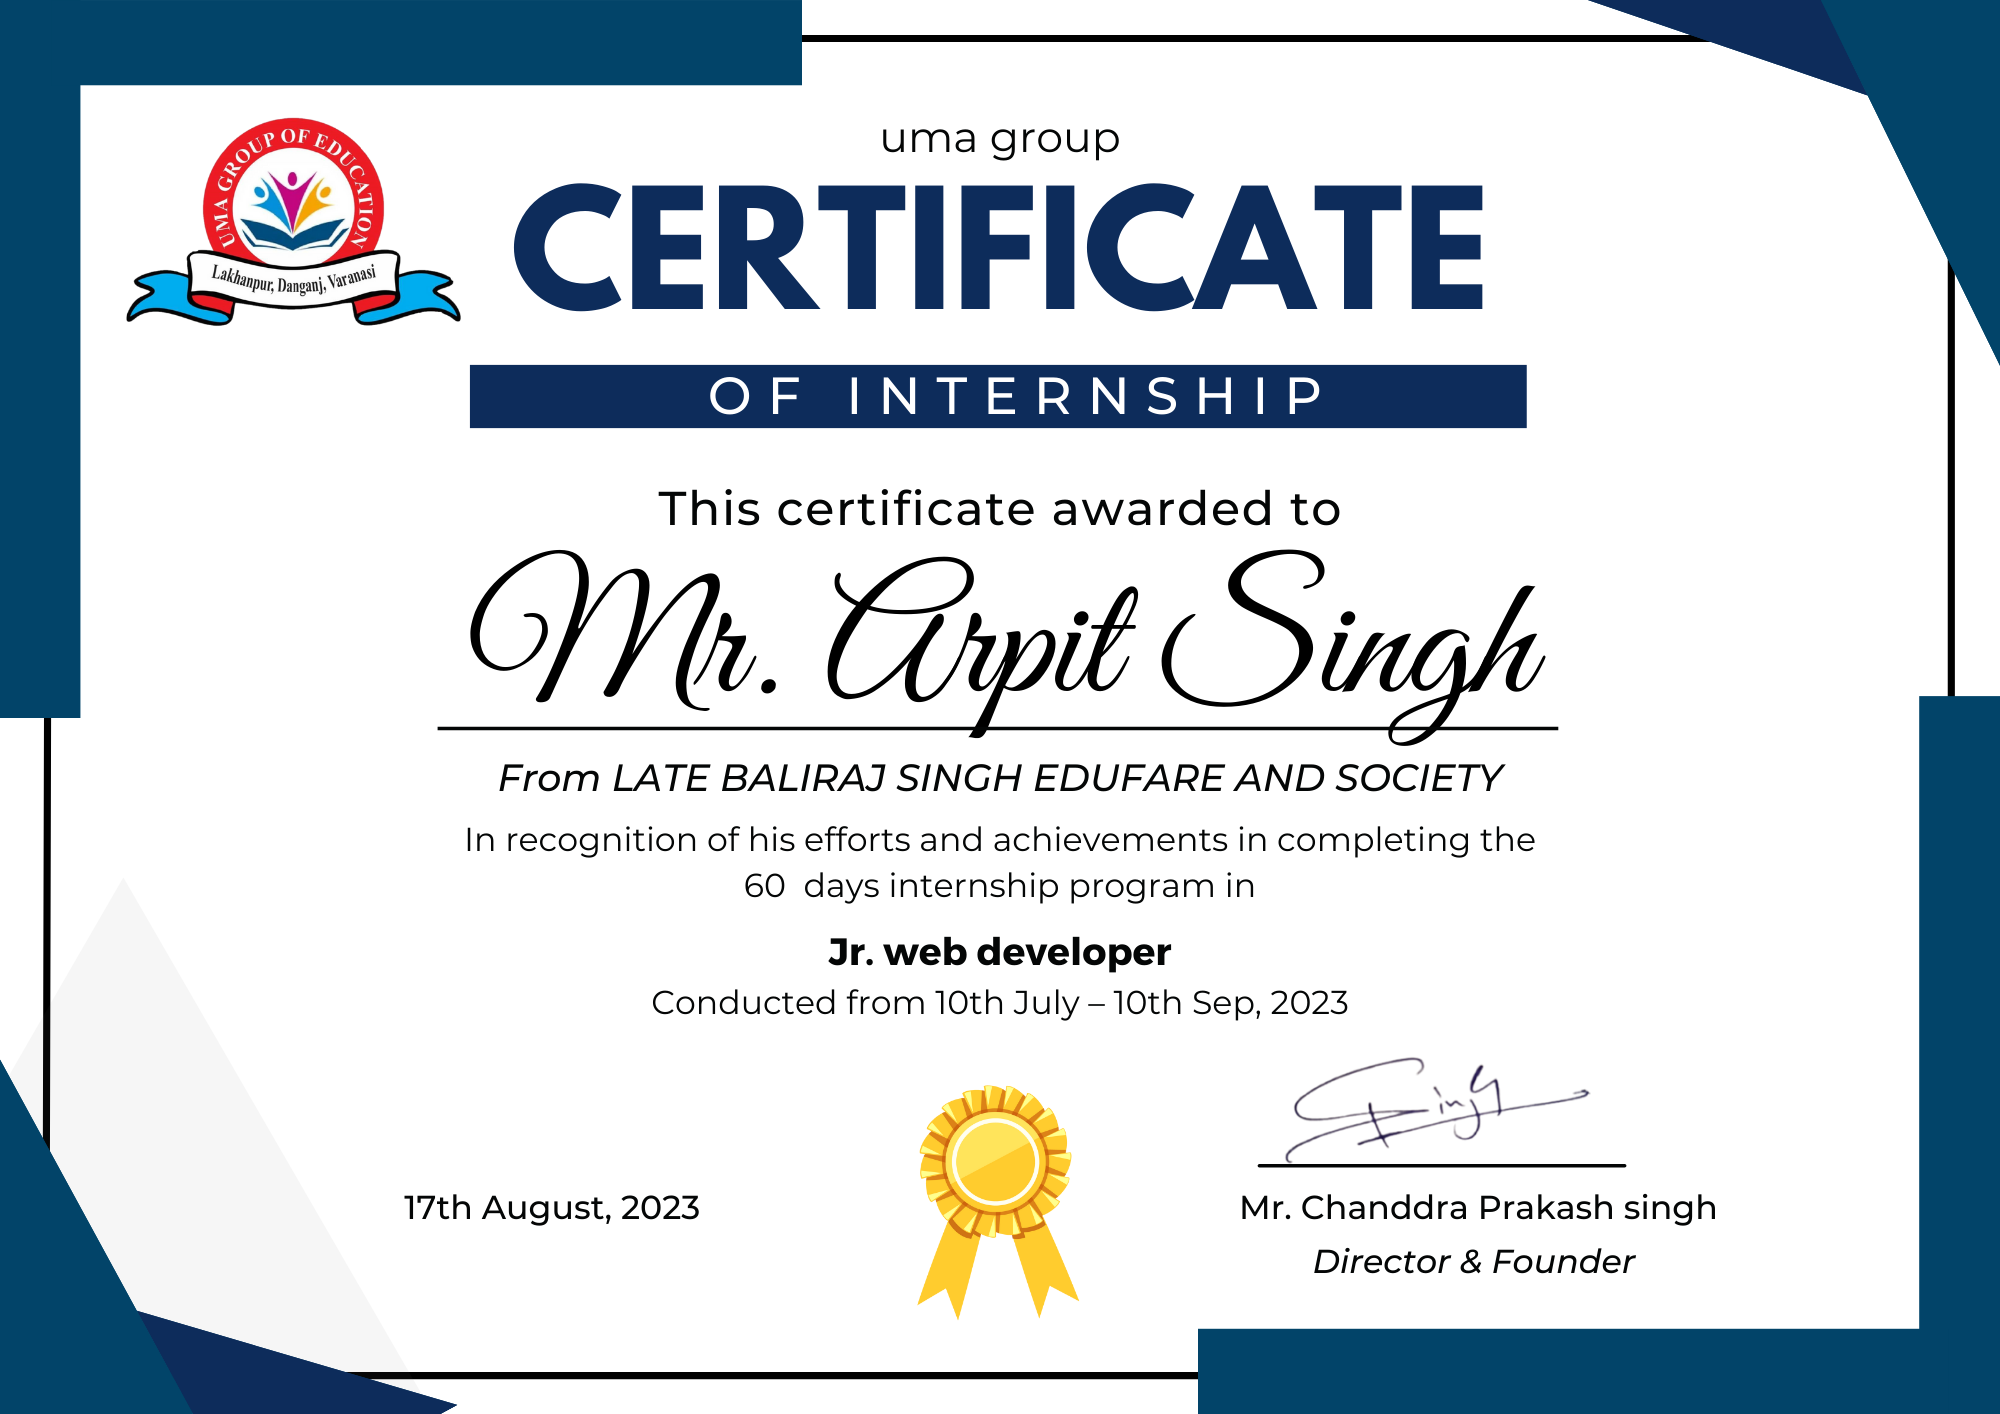 UMA GROUP OF EDUCATION
Lakhanpur, Danganj, Varanasi
uma group
CERTIFICATE
OF INTERNSHIP
This certificate awarded to
Mr. Arpit Singh
From LATE BALIRAJ SINGH EDUFARE AND SOCIETY
In recognition of his efforts and achievements in completing the
60 days internship program in
Jr. web developer
Conducted from 10th July – 10th Sep, 2023
Singh
17th August, 2023
Mr. Chanddra Prakash singh
Director & Founder